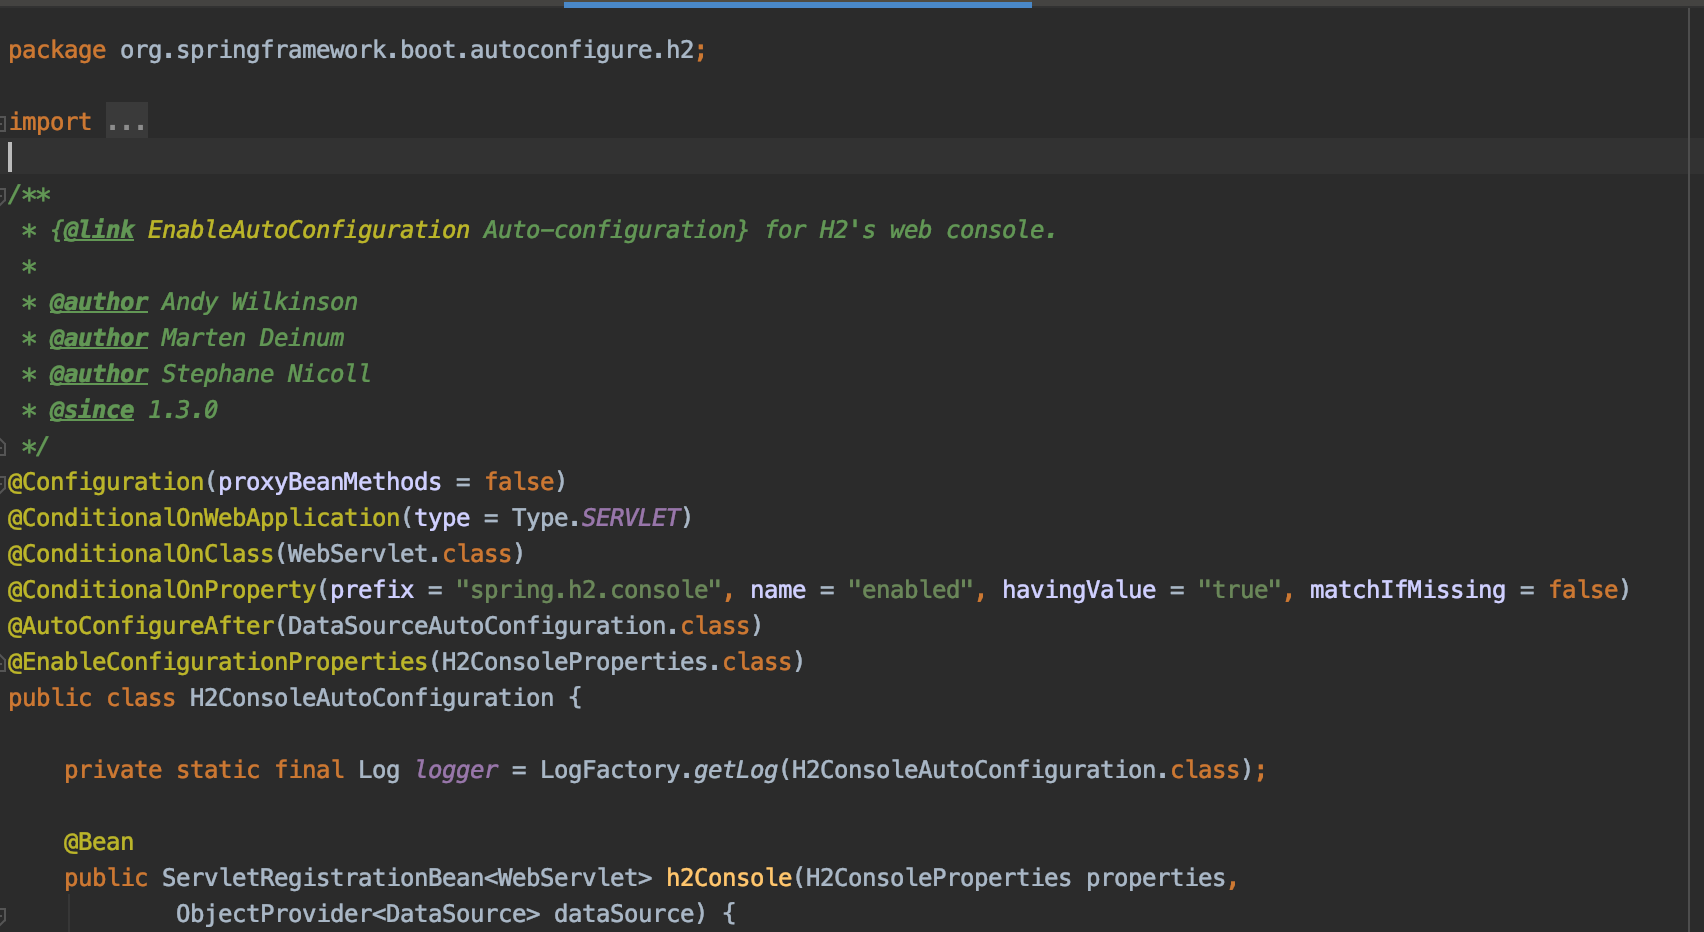 package org.springframework.boot.autoconfigure.h2;
import ...
/**
* {@link EnableAutoConfiguration Auto-configuration} for H2's web console.
*
* @author Andy Wilkinson
* @author Marten Deinum
* @author Stephane Nicoll
* @since 1.3.0
*/
@Configuration(proxyBeanMethods = false)
@ConditionalOnWebApplication(type = Type.SERVLET)
@ConditionalOnClass(WebServlet.class)
@ConditionalOnProperty(prefix = "spring.h2.console", name = "enabled", havingValue = "true", matchIfMissing = false)
@AutoConfigureAfter(DataSourceAutoConfiguration.class)
@EnableConfigurationProperties(H2ConsoleProperties.class)
public class H2ConsoleAutoConfiguration {
private static final Log logger = LogFactory.getLog(H2ConsoleAutoConfiguration.class);
@Bean
public ServletRegistrationBean<WebServlet> h2Console(H2ConsoleProperties properties,
ObjectProvider<DataSource> dataSource) {